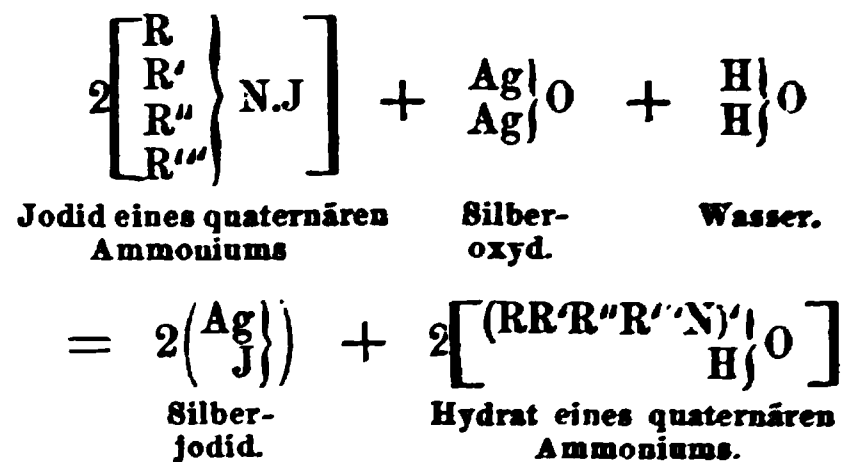 2[R R′ R″ R‴} N.J] + Ag Ag} O + H H} O
Jodid eines quaternären Ammoniums
Silber-oxyd.
Wasser.
= 2(Ag J}) + 2[(RR′R″R‴N)′ H} O]
Silber-jodid.
Hydrat eines quaternären Ammoniums.